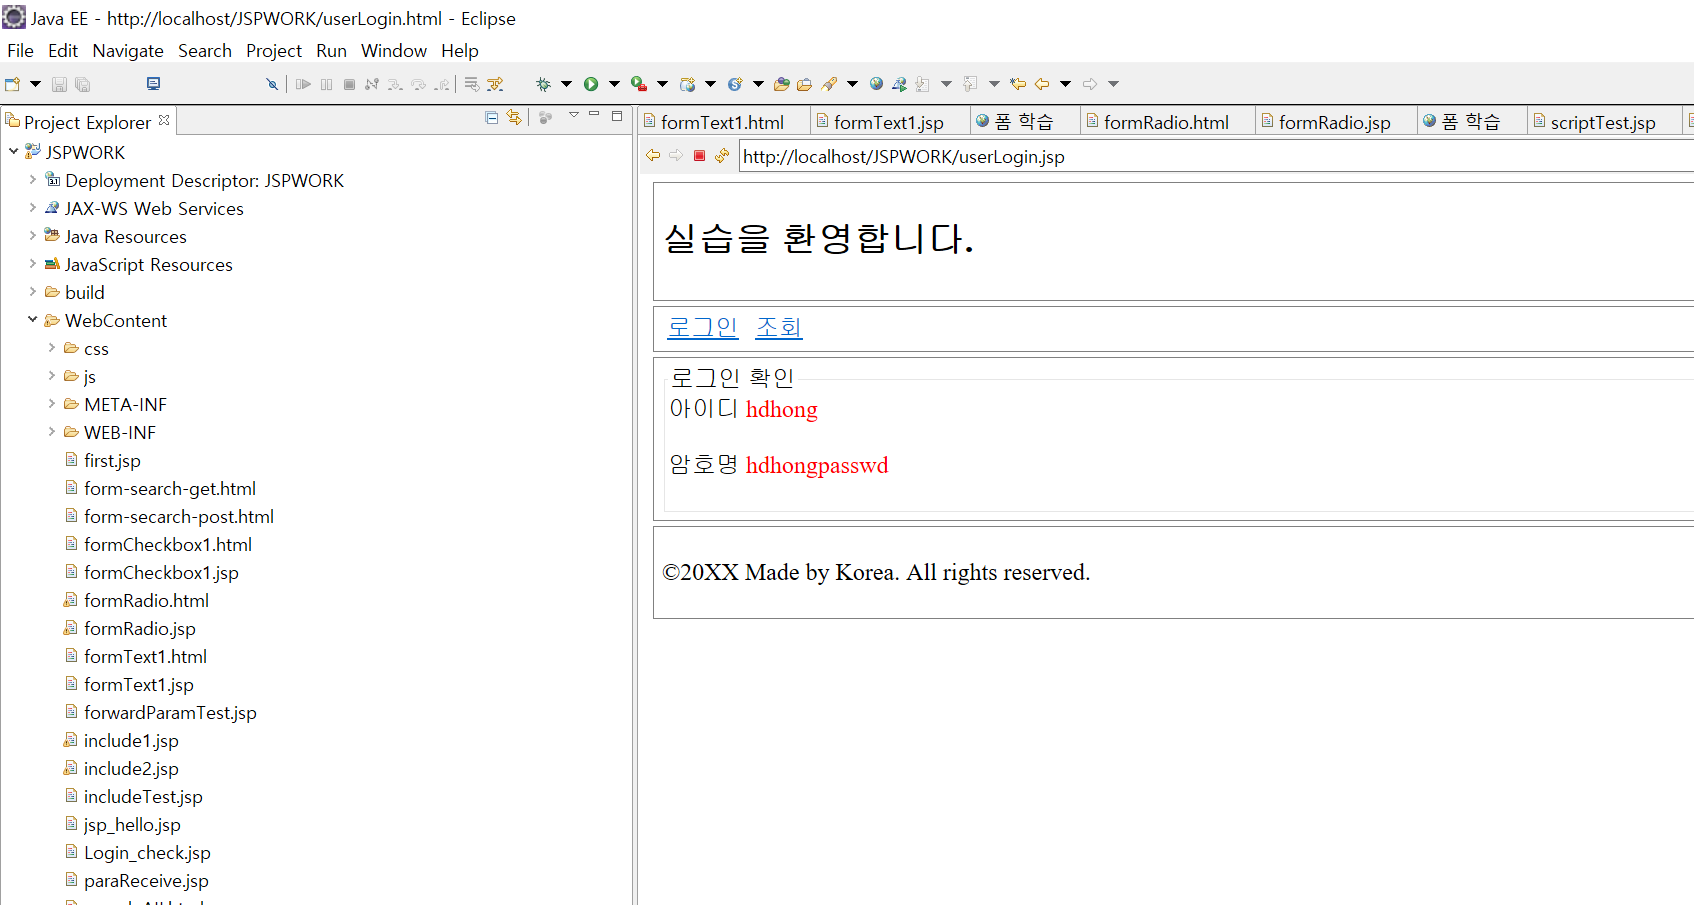 Java EE - http://localhost/JSPWORK/userLogin.html - Eclipse
File Edit Navigate Search Project Run Window Help
Project Explorer
JSPWORK
Deployment Descriptor: JSPWORK
JAX-WS Web Services
Java Resources
JavaScript Resources
build
WebContent
css
js
META-INF
WEB-INF
first.jsp
form-search-get.html
form-secarch-post.html
formCheckbox1.html
formCheckbox1.jsp
formRadio.html
formRadio.jsp
formText1.html
formText1.jsp
forwardParamTest.jsp
include1.jsp
include2.jsp
includeTest.jsp
jsp_hello.jsp
Login_check.jsp
paraReceive.jsp
formText1.html formText1.jsp 폼 학습 formRadio.html formRadio.jsp 폼 학습 scriptTest.jsp
http://localhost/JSPWORK/userLogin.jsp
실습을 환영합니다.
로그인 조회
로그인 확인
아이디 hdhong
암호명 hdhongpasswd
©20XX Made by Korea. All rights reserved.